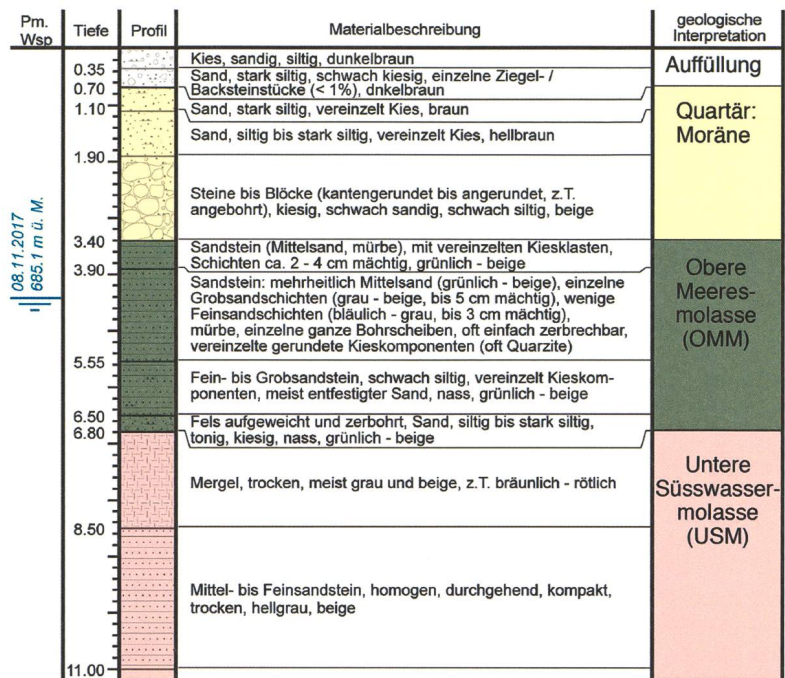 Pm.
Wsp
Tiefe
Profil
Materialbeschreibung
geologische
Interpretation
Kies, sandig, siltig, dunkelbraun
0.35
Sand, stark siltig, schwach kiesig, einzelne Ziegel- /
Backsteinstücke (< 1%), dnkelbraun
Auffüllung
0.70
Sand, stark siltig, vereinzelt Kies, braun
1.10
Sand, siltig bis stark siltig, vereinzelt Kies, hellbraun
Quartär:
Moräne
1.90
Steine bis Blöcke (kantengerundet bis angerundet, z.T.
angebohrt), kiesig, schwach sandig, schwach siltig, beige
3.40
Sandstein (Mittelsand, mürbe), mit vereinzelten Kiesklasten,
Schichten ca. 2 - 4 cm mächtig, grünlich - beige
3.90
08.11.2017
685.1 m ü. M.
Sandstein: mehrheitlich Mittelsand (grünlich - beige), einzelne
Grobsandschichten (grau - beige, bis 5 cm mächtig), wenige
Feinsandschichten (bläulich - grau, bis 3 cm mächtig),
mürbe, einzelne ganze Bohrscheiben, oft einfach zerbrechbar,
vereinzelte gerundete Kieskomponenten (oft Quarzite)
Obere
Meeres-
molasse
(OMM)
5.55
Fein- bis Grobsandstein, schwach siltig, vereinzelt Kieskom-
ponenten, meist entfestigter Sand, nass, grünlich - beige
6.50
Fels aufgeweicht und zerbohrt, Sand, siltig bis stark siltig,
tonig, kiesig, nass, grünlich - beige
6.80
Mergel, trocken, meist grau und beige, z.T. bräunlich - rötlich
Untere
Süsswasser-
molasse
(USM)
8.50
Mittel- bis Feinsandstein, homogen, durchgehend, kompakt,
trocken, hellgrau, beige
11.00